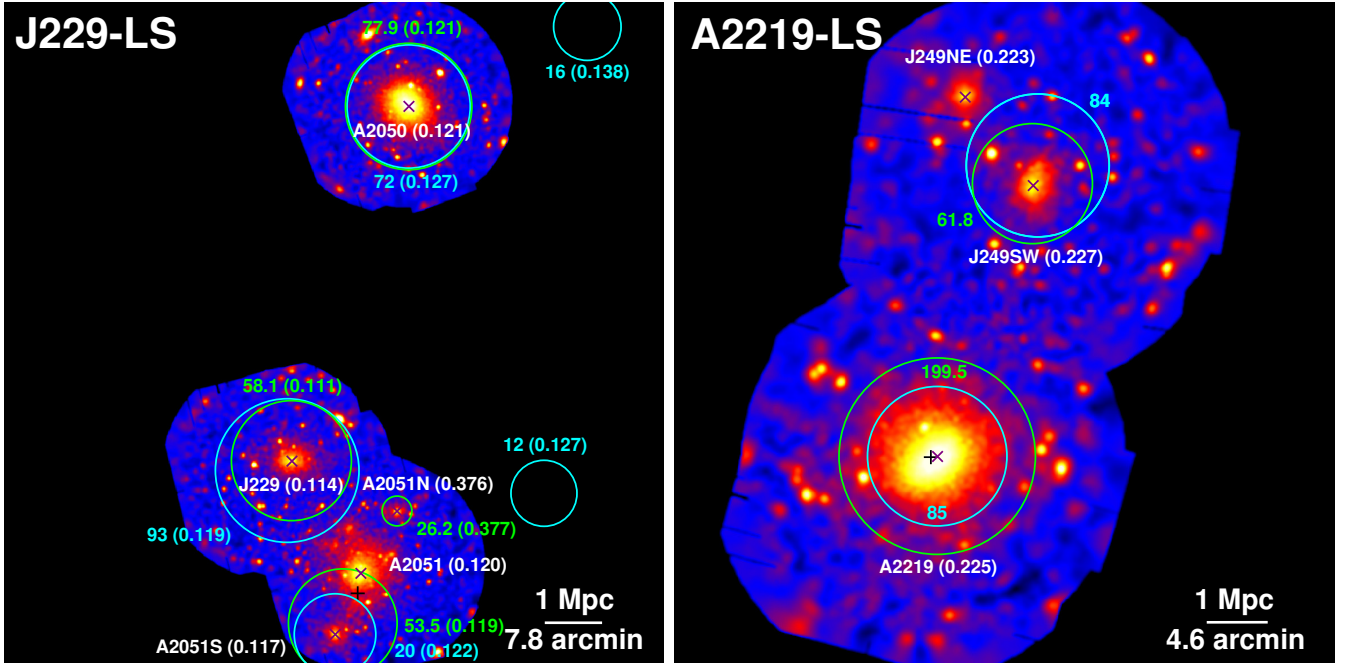 J229-LS
77.9 (0.121)
16 (0.138)
A2050 (0.121)
72 (0.127)
58.1 (0.111)
12 (0.127)
J229 (0.114)
A2051N (0.376)
26.2 (0.377)
93 (0.119)
A2051 (0.120)
1 Mpc
53.5 (0.119)
7.8 arcmin
A2051S (0.117)
20 (0.122)
A2219-LS
J249NE (0.223)
84
61.8
J249SW (0.227)
199.5
85
A2219 (0.225)
1 Mpc
4.6 arcmin